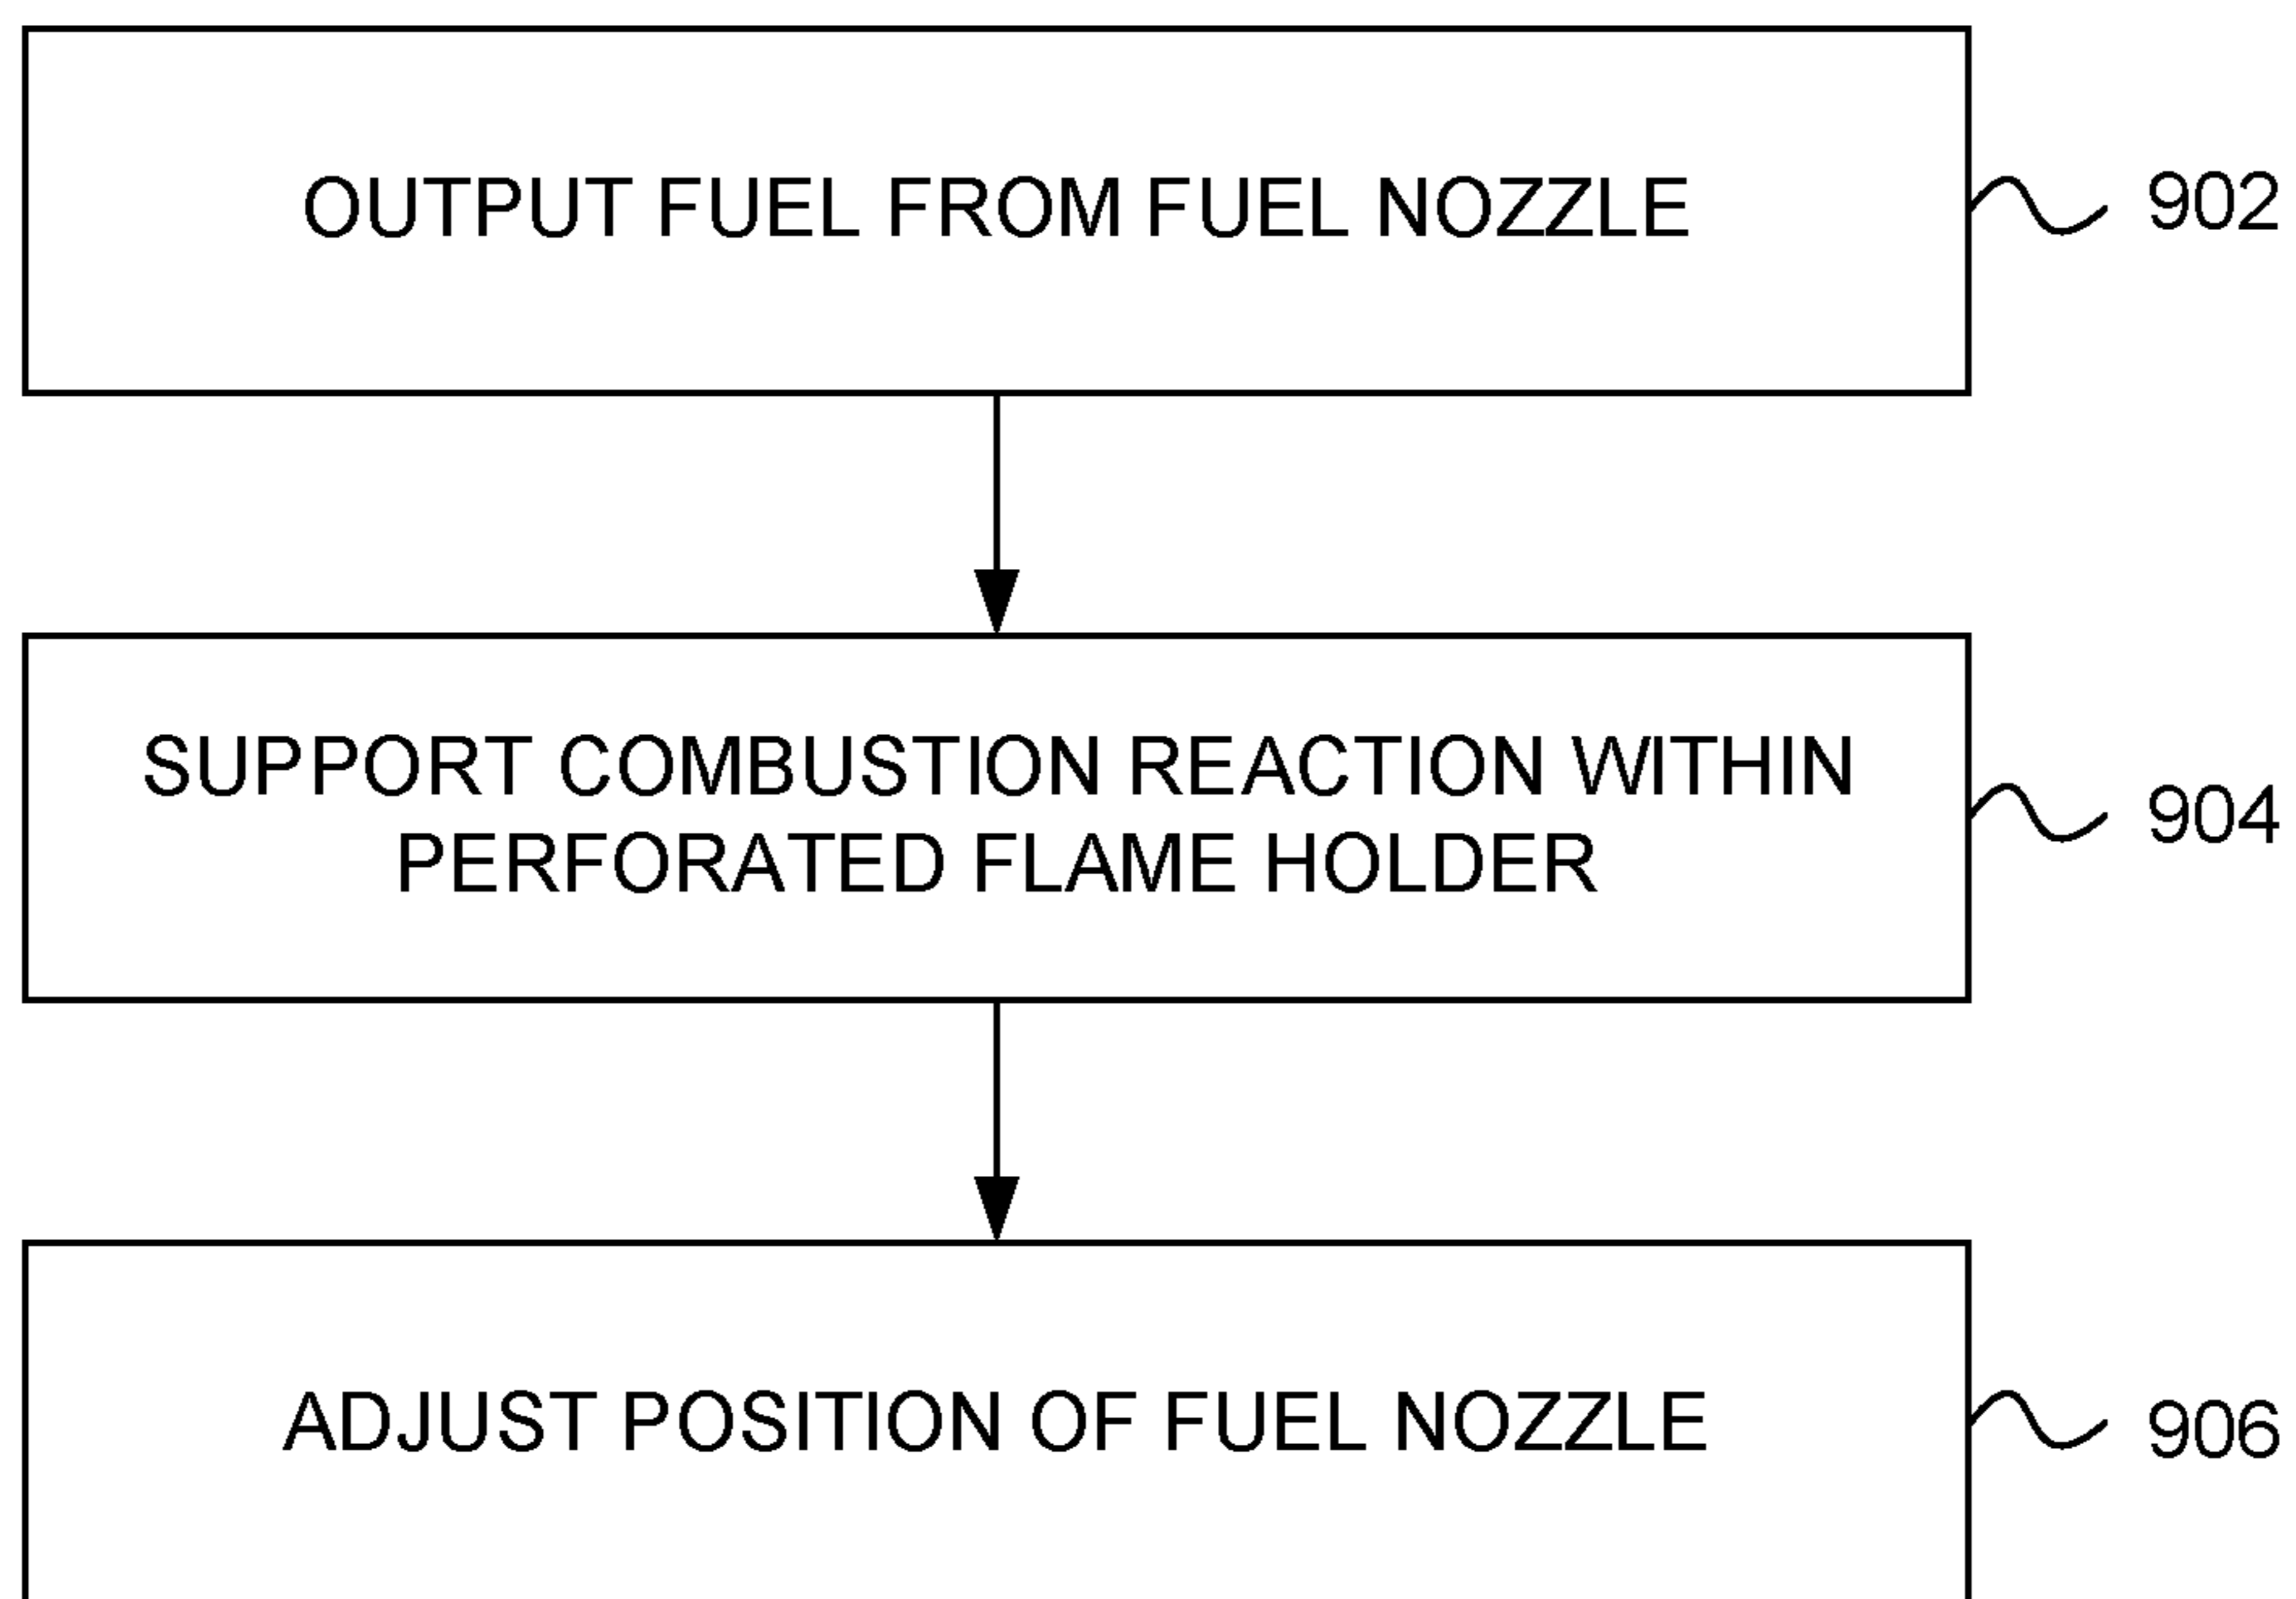 OUTPUT FUEL FROM FUEL NOZZLE
902
SUPPORT COMBUSTION REACTION WITHIN
PERFORATED FLAME HOLDER
904
ADJUST POSITION OF FUEL NOZZLE
906